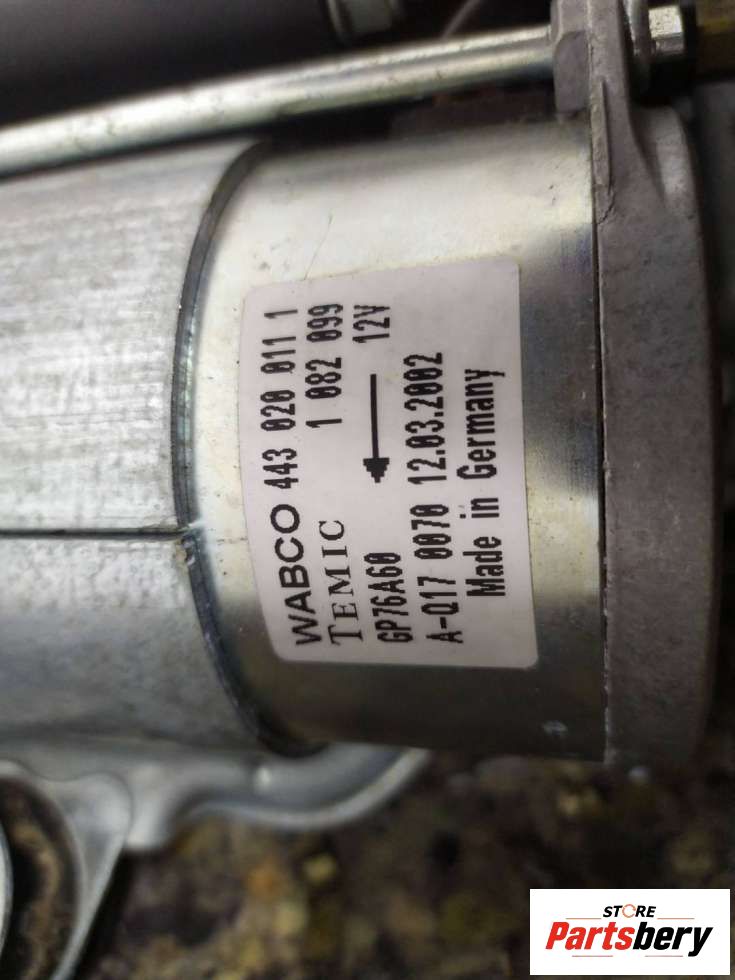 WABCO 443 020 011 1
TEMIC 1 082 099
12V
GP76A60
A-Q17 0070 12.03.2002
Made in Germany
STORE
Partsbery